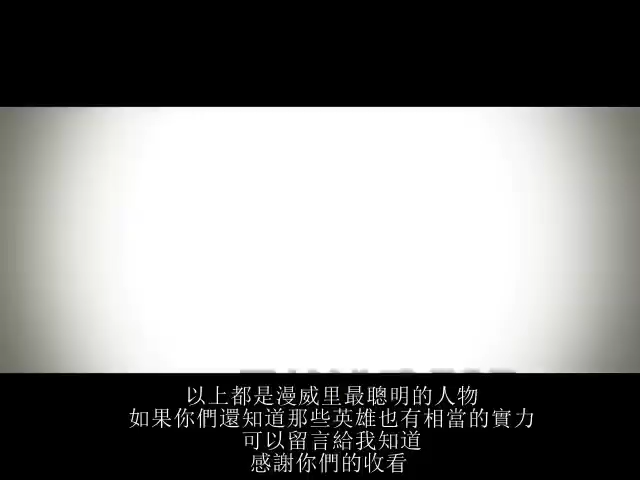 以上都是漫威里最聰明的人物
如果你們還知道那些英雄也有相當的實力
可以留言給我知道
感謝你們的收看